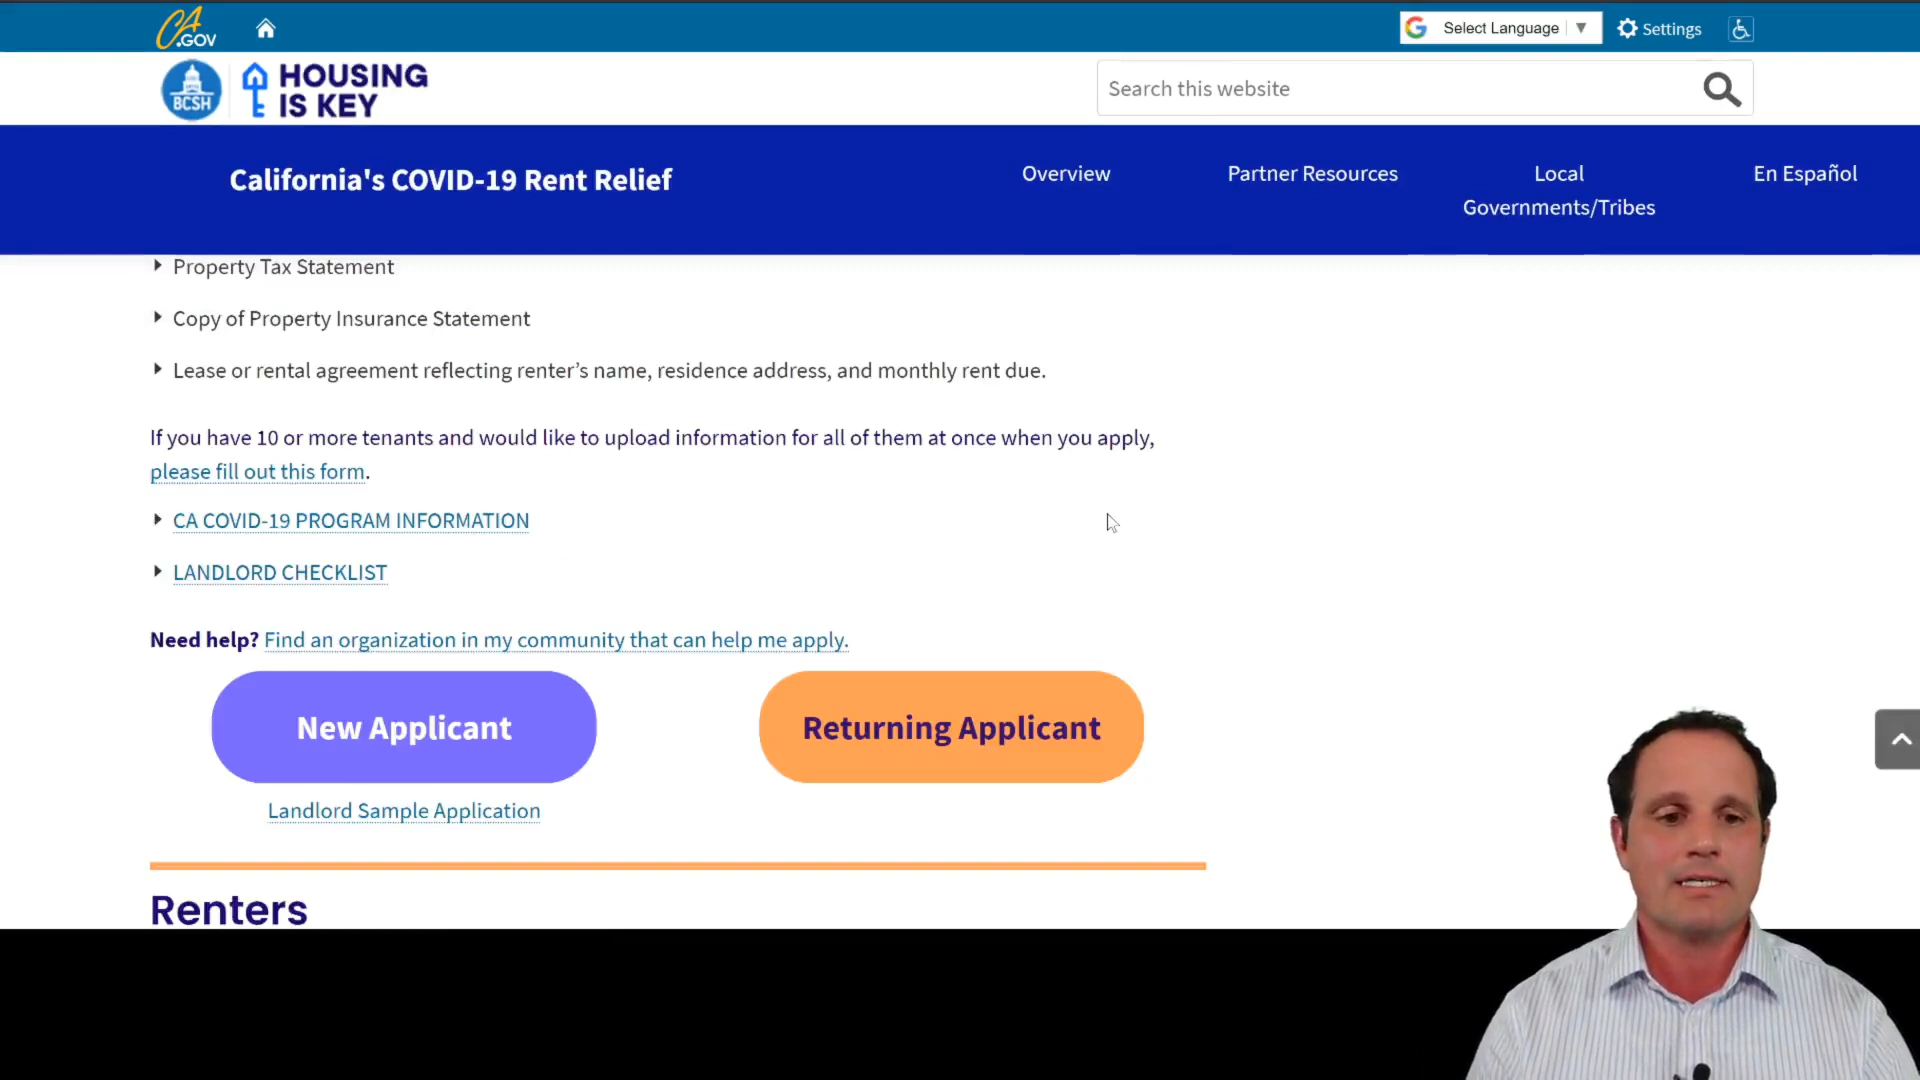 CA
.GOV
Select Language ▼
Settings
BCSH
HOUSING
IS KEY
Search this website
California's COVID-19 Rent Relief
Overview
Partner Resources
Local
Governments/Tribes
En Español
Property Tax Statement
Copy of Property Insurance Statement
Lease or rental agreement reflecting renter’s name, residence address, and monthly rent due.
If you have 10 or more tenants and would like to upload information for all of them at once when you apply,
please fill out this form.
CA COVID-19 PROGRAM INFORMATION
LANDLORD CHECKLIST
Need help? Find an organization in my community that can help me apply.
New Applicant
Returning Applicant
Landlord Sample Application
Renters